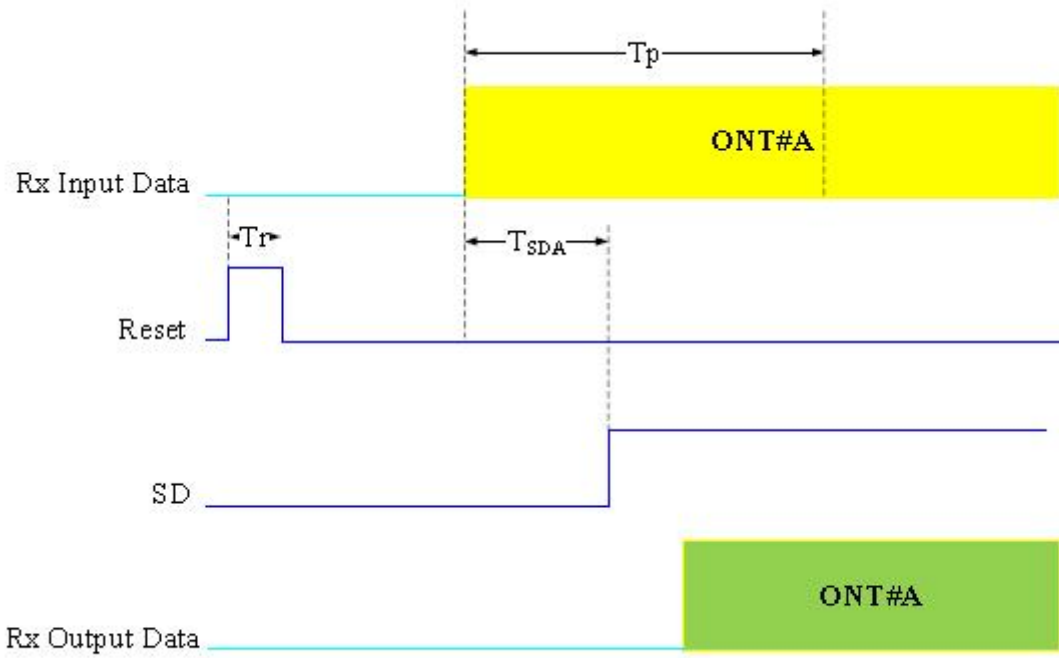 Tp
ONT#A
Rx Input Data
Tr
TSDA
Reset
SD
ONT#A
Rx Output Data